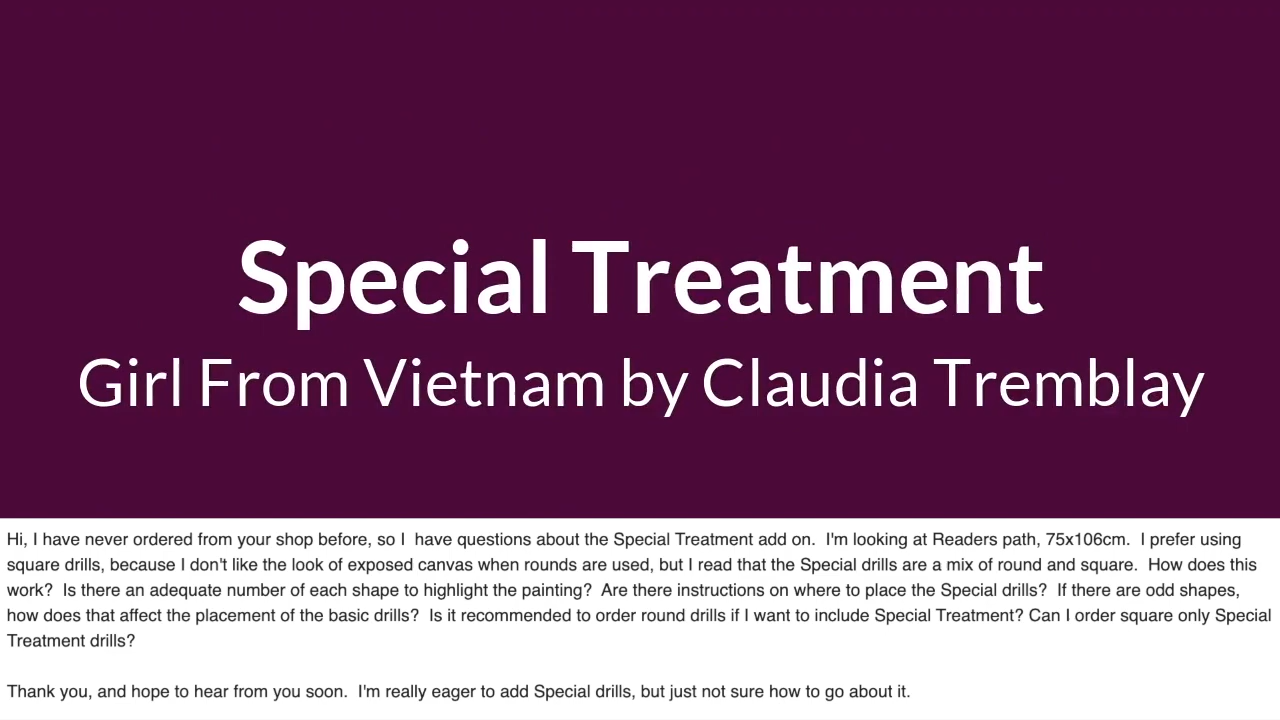 Special Treatment
Girl From Vietnam by Claudia Tremblay
Hi, I have never ordered from your shop before, so I  have questions about the Special Treatment add on.  I'm looking at Readers path, 75x106cm.  I prefer using
square drills, because I don't like the look of exposed canvas when rounds are used, but I read that the Special drills are a mix of round and square.  How does this
work?  Is there an adequate number of each shape to highlight the painting?  Are there instructions on where to place the Special drills?  If there are odd shapes,
how does that affect the placement of the basic drills?  Is it recommended to order round drills if I want to include Special Treatment? Can I order square only Special
Treatment drills?
Thank you, and hope to hear from you soon.  I'm really eager to add Special drills, but just not sure how to go about it.